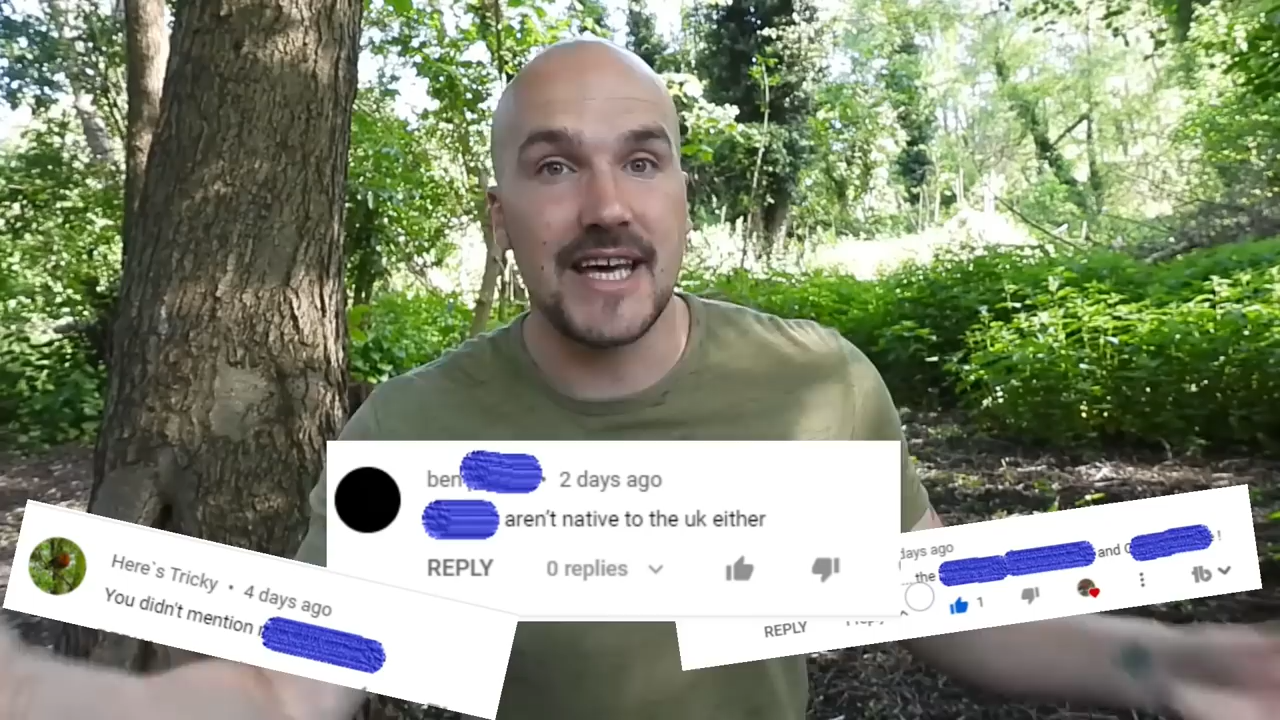 ben
2 days ago
aren't native to the uk either
REPLY
0 replies
Here`s Tricky • 4 days ago
You didn't mention
days ago
...the
and
!
1
REPLY